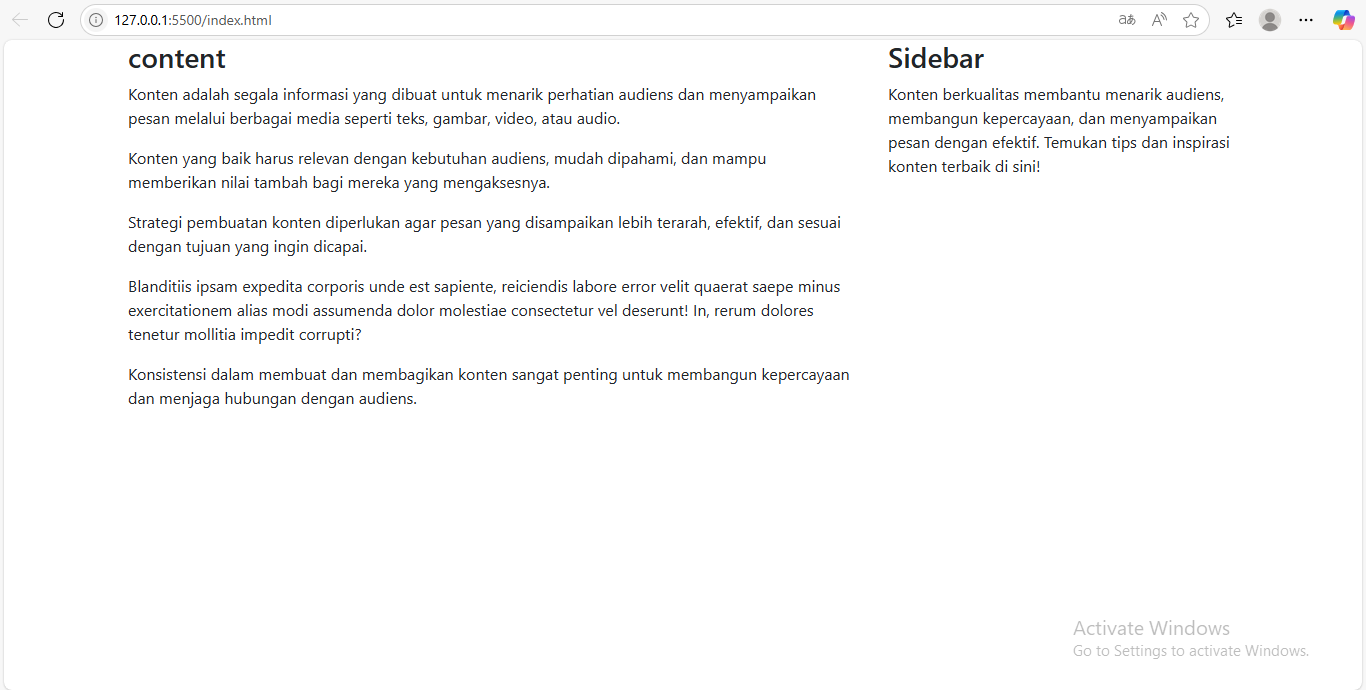 127.0.0.1:5500/index.html
content
Konten adalah segala informasi yang dibuat untuk menarik perhatian audiens dan menyampaikan
pesan melalui berbagai media seperti teks, gambar, video, atau audio.
Konten yang baik harus relevan dengan kebutuhan audiens, mudah dipahami, dan mampu
memberikan nilai tambah bagi mereka yang mengaksesnya.
Strategi pembuatan konten diperlukan agar pesan yang disampaikan lebih terarah, efektif, dan sesuai
dengan tujuan yang ingin dicapai.
Blanditiis ipsam expedita corporis unde est sapiente, reiciendis labore error velit quaerat saepe minus
exercitationem alias modi assumenda dolor molestiae consectetur vel deserunt! In, rerum dolores
tenetur mollitia impedit corrupti?
Konsistensi dalam membuat dan membagikan konten sangat penting untuk membangun kepercayaan
dan menjaga hubungan dengan audiens.
Sidebar
Konten berkualitas membantu menarik audiens,
membangun kepercayaan, dan menyampaikan
pesan dengan efektif. Temukan tips dan inspirasi
konten terbaik di sini!
Activate Windows
Go to Settings to activate Windows.